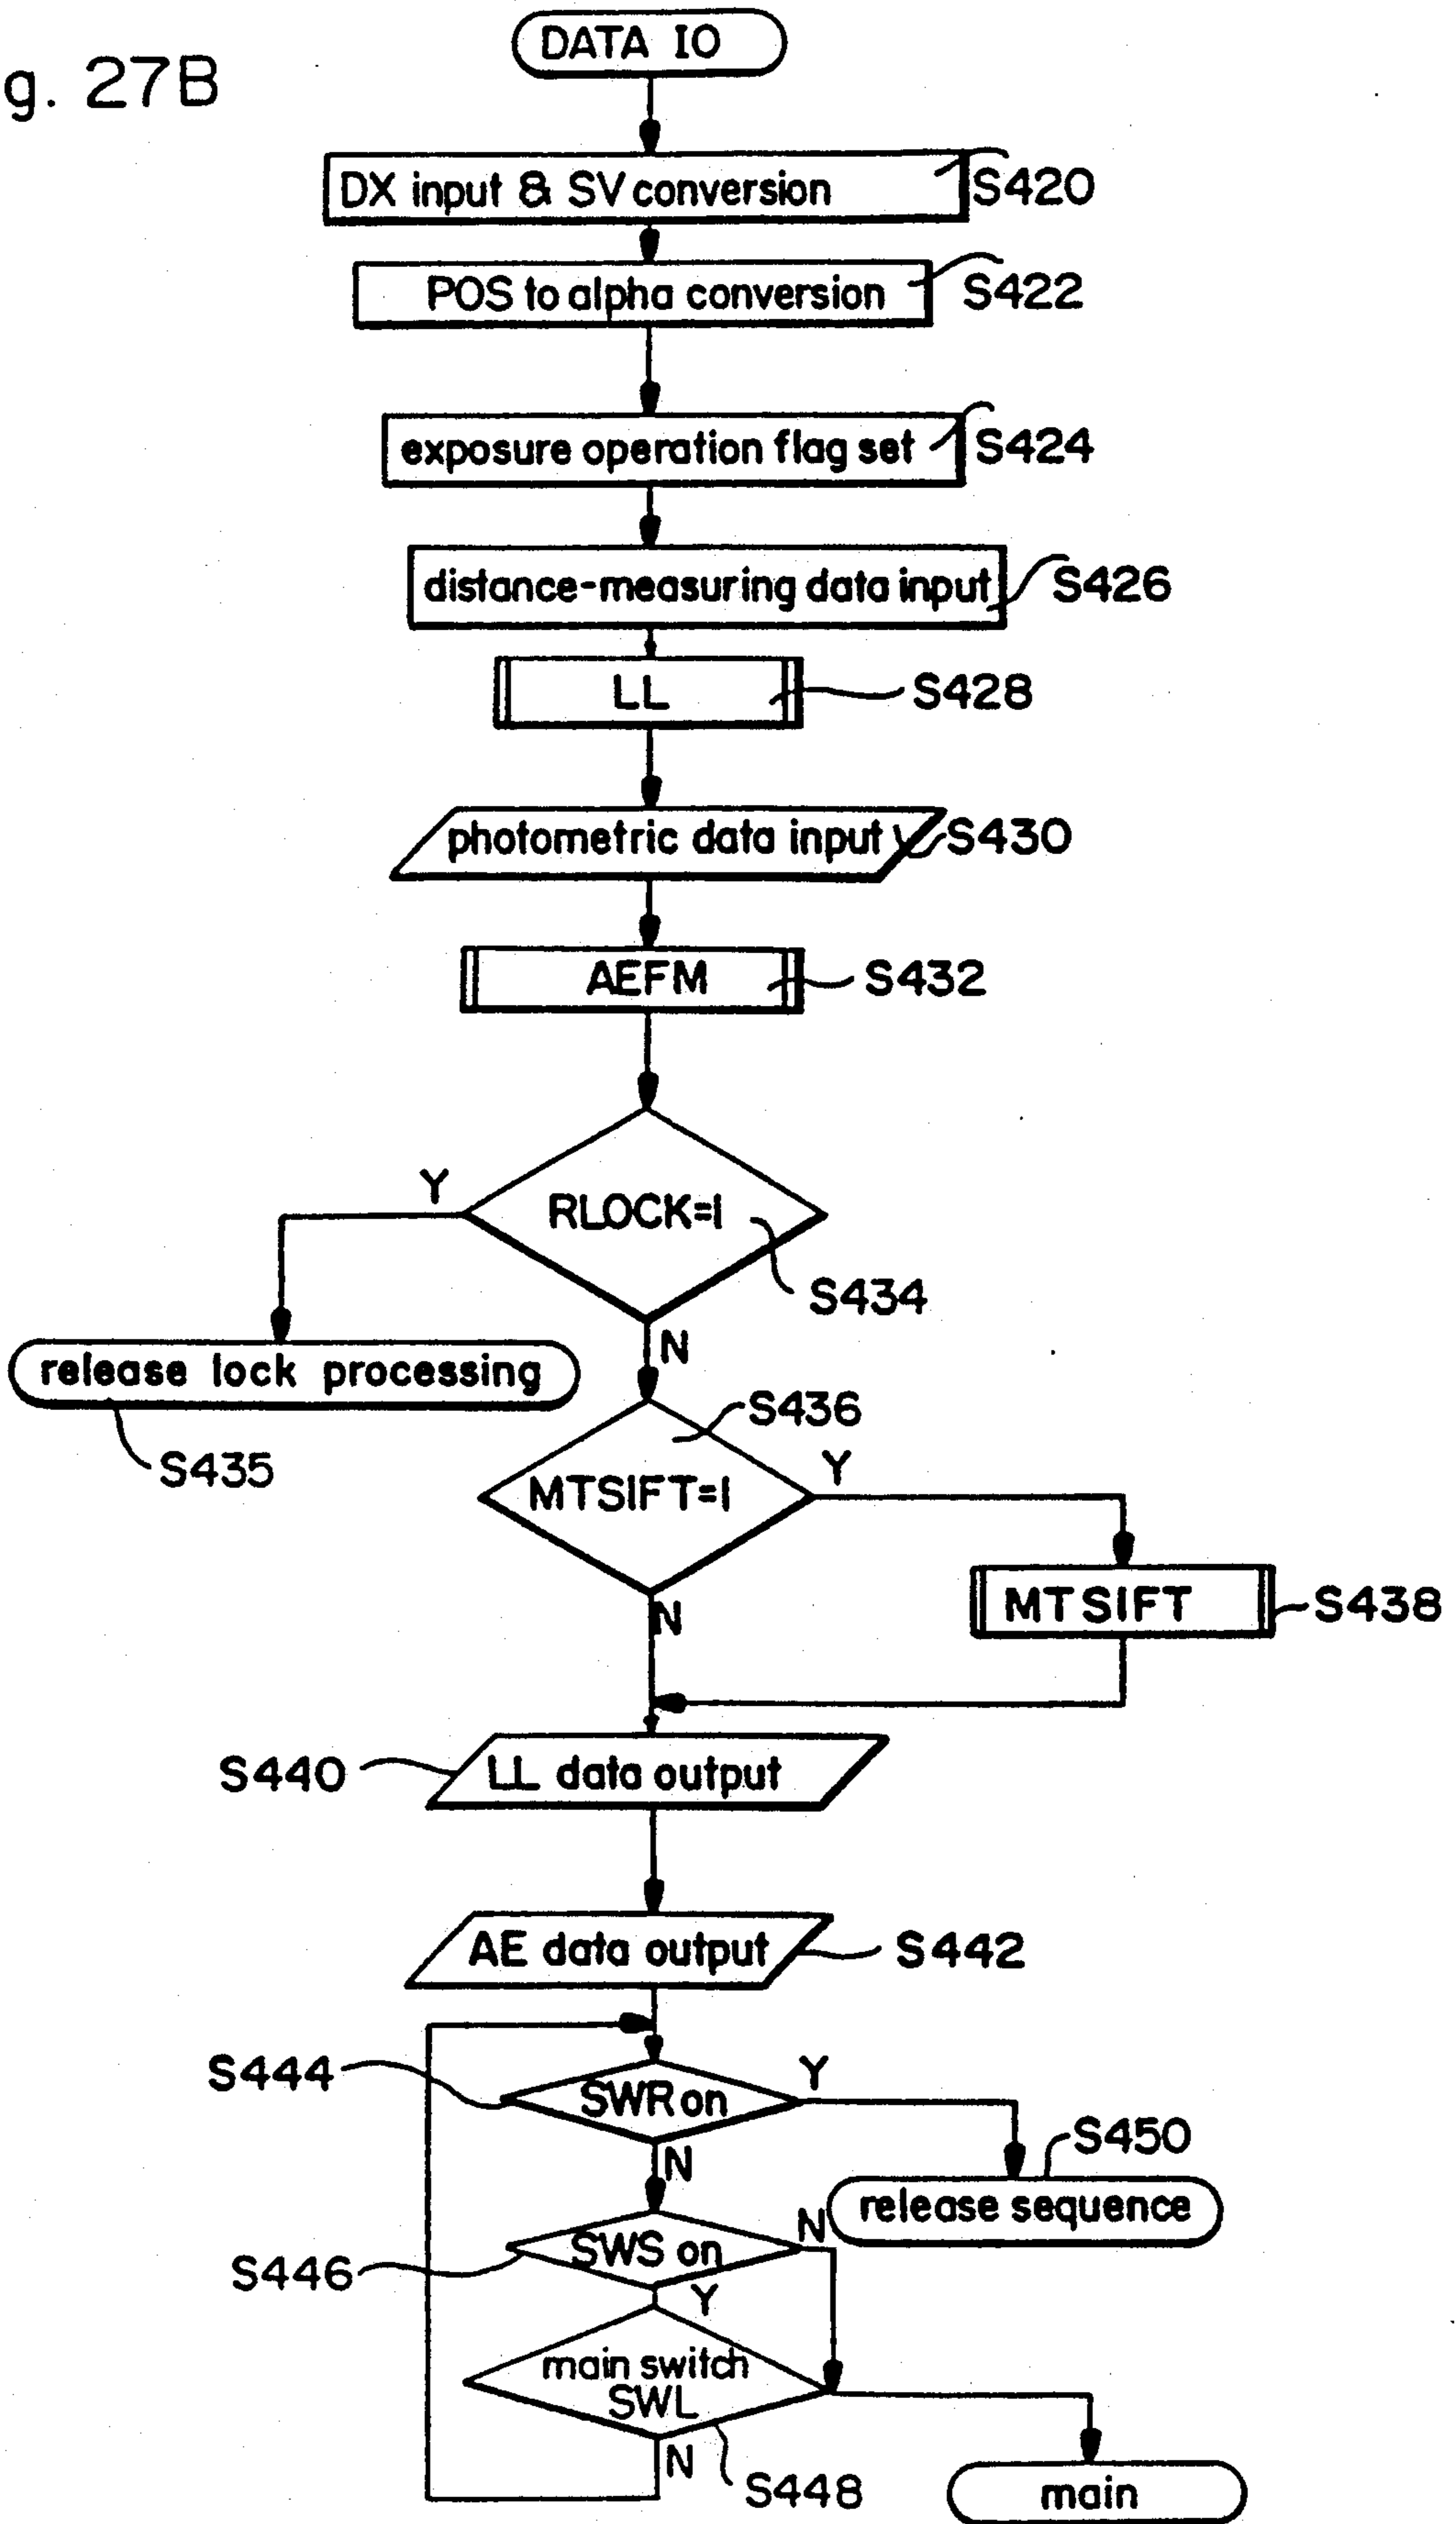 g. 27B
DATA IO
DX input & SV conversion
S420
POS to alpha conversion
S422
exposure operation flag set
S424
distance-measuring data input
S426
LL
S428
photometric data input
S430
AEFM
S432
Y
RLOCK=1
S434
N
release lock processing
S435
S436
MTSIFT=1
Y
N
MTSIFT
S438
S440
LL data output
AE data output
S442
S444
SWR on
Y
N
S450
release sequence
S446
SWS on
N
Y
main switch
SWL
S448
N
main